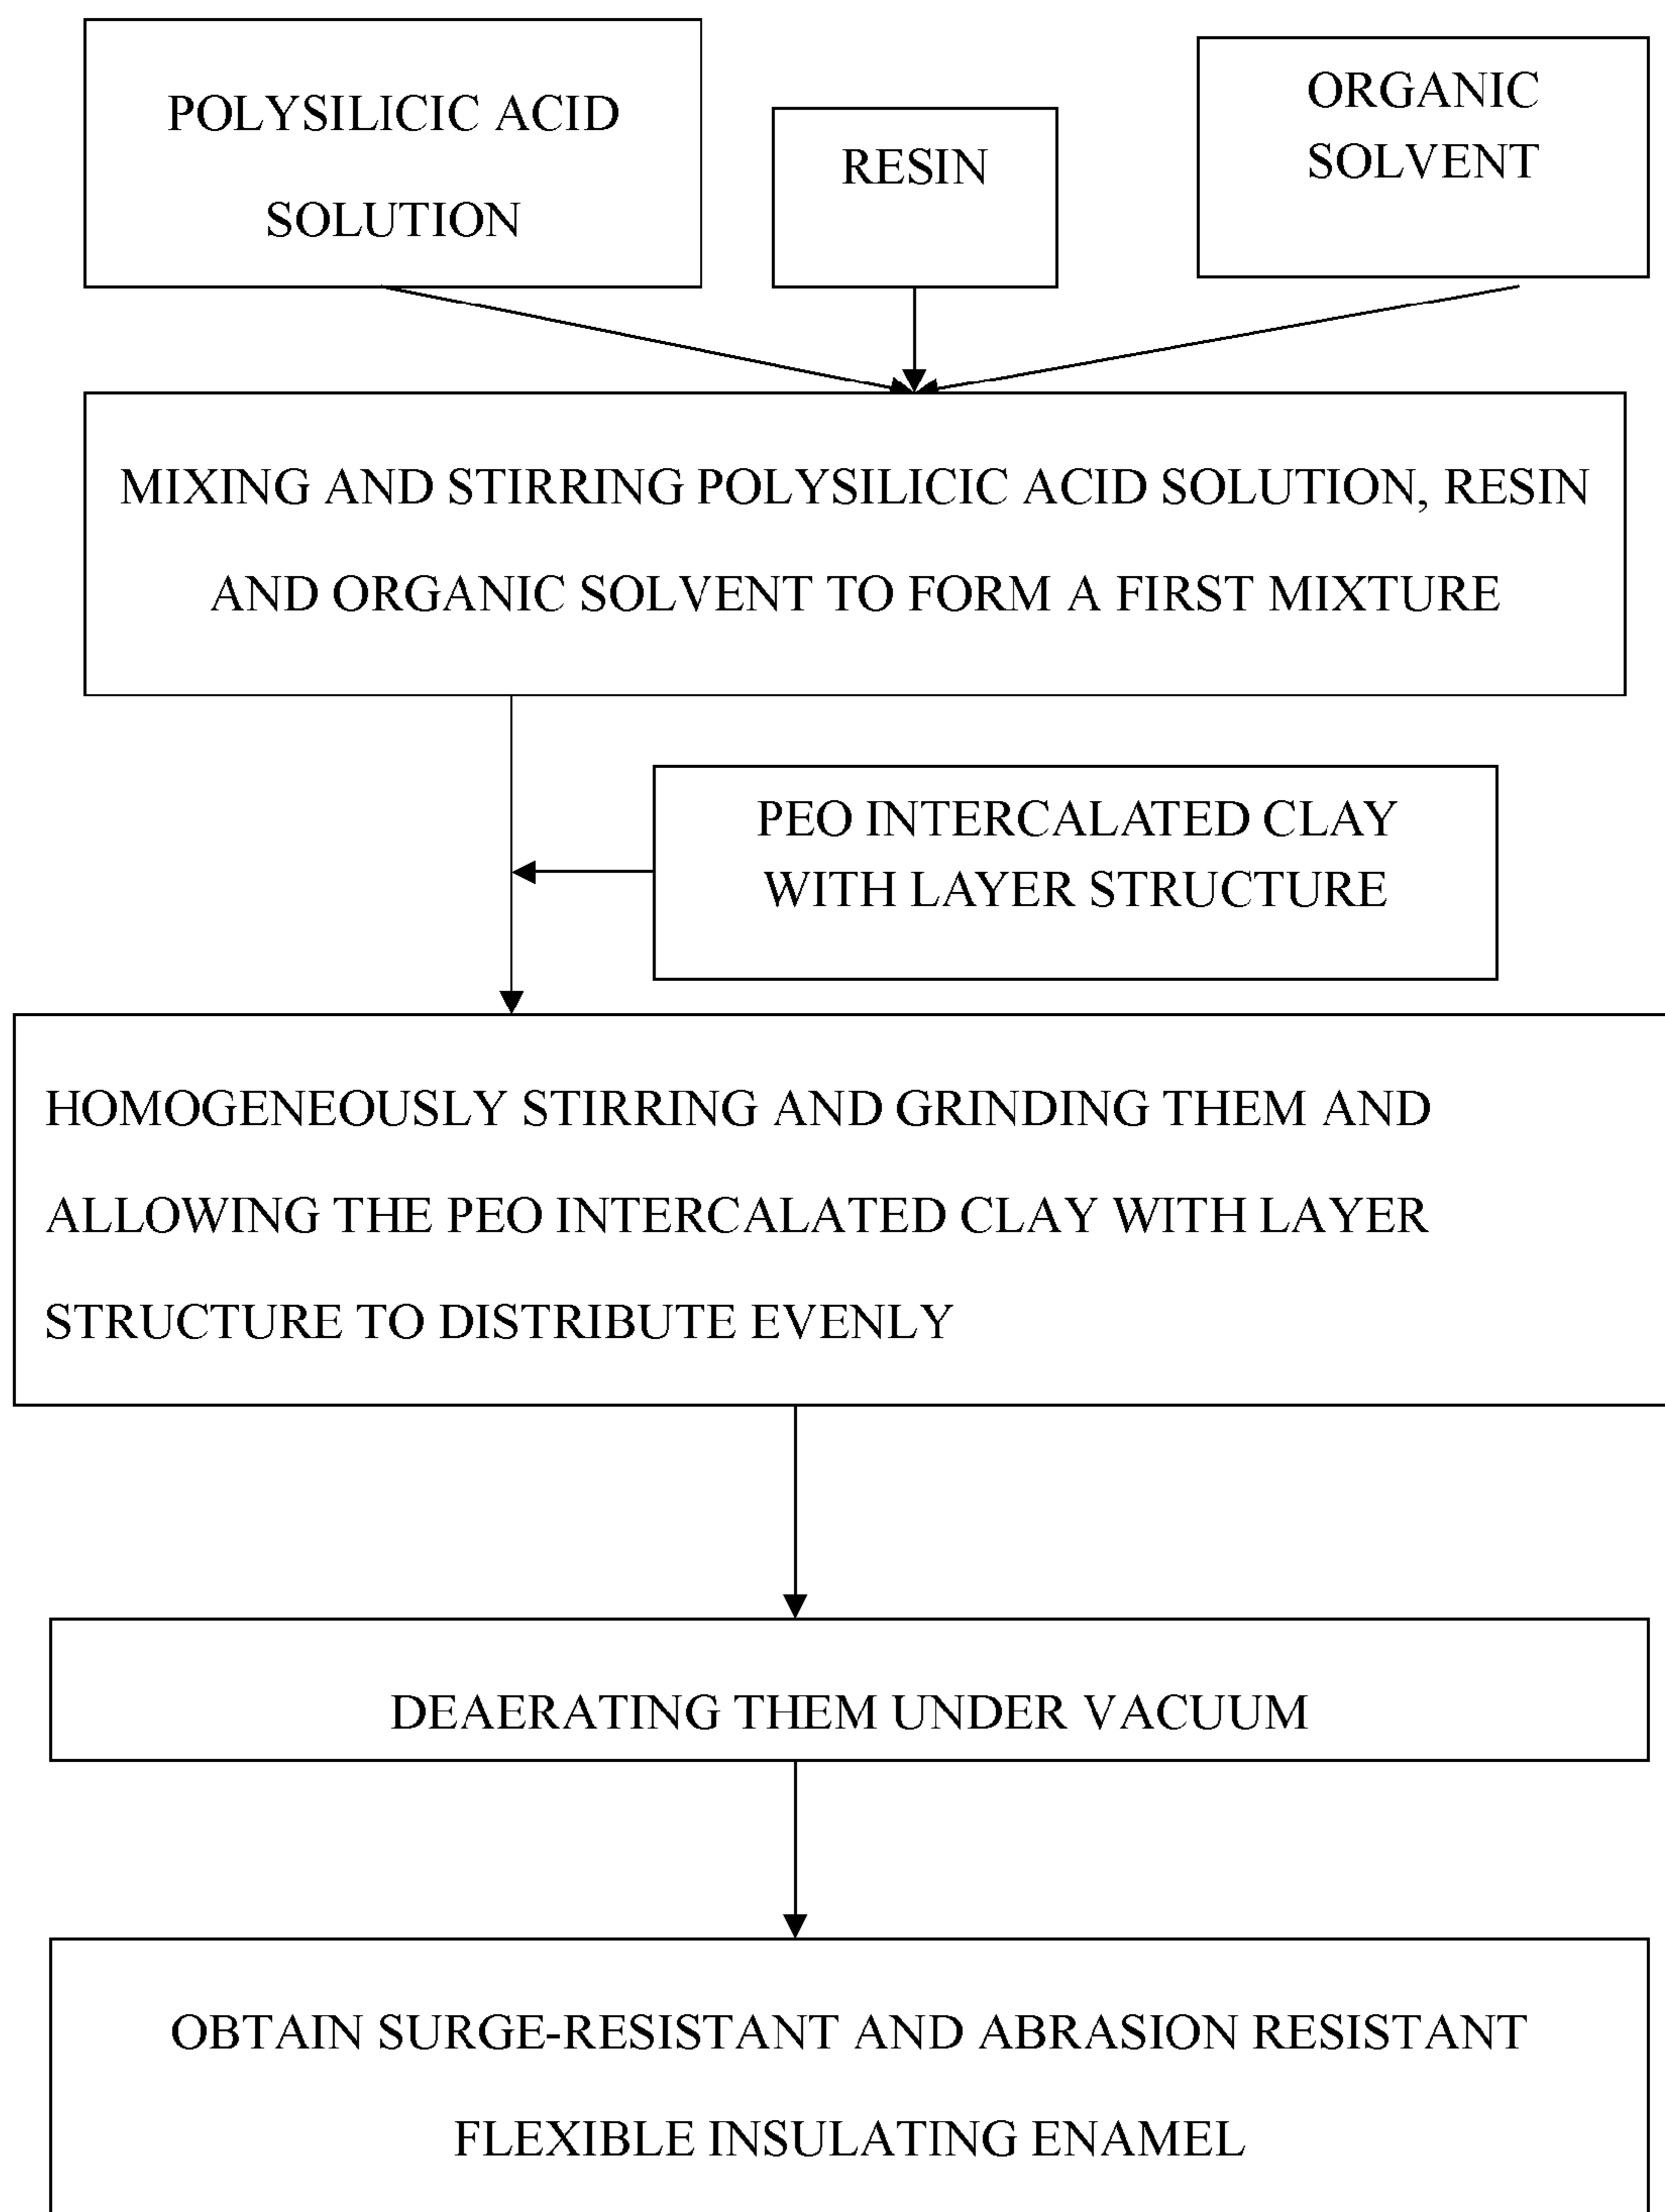 POLYSILICIC ACID
SOLUTION
RESIN
ORGANIC
SOLVENT
MIXING AND STIRRING POLYSILICIC ACID SOLUTION, RESIN
AND ORGANIC SOLVENT TO FORM A FIRST MIXTURE
PEO INTERCALATED CLAY
WITH LAYER STRUCTURE
HOMOGENEOUSLY STIRRING AND GRINDING THEM AND
ALLOWING THE PEO INTERCALATED CLAY WITH LAYER
STRUCTURE TO DISTRIBUTE EVENLY
DEAERATING THEM UNDER VACUUM
OBTAIN SURGE-RESISTANT AND ABRASION RESISTANT
FLEXIBLE INSULATING ENAMEL